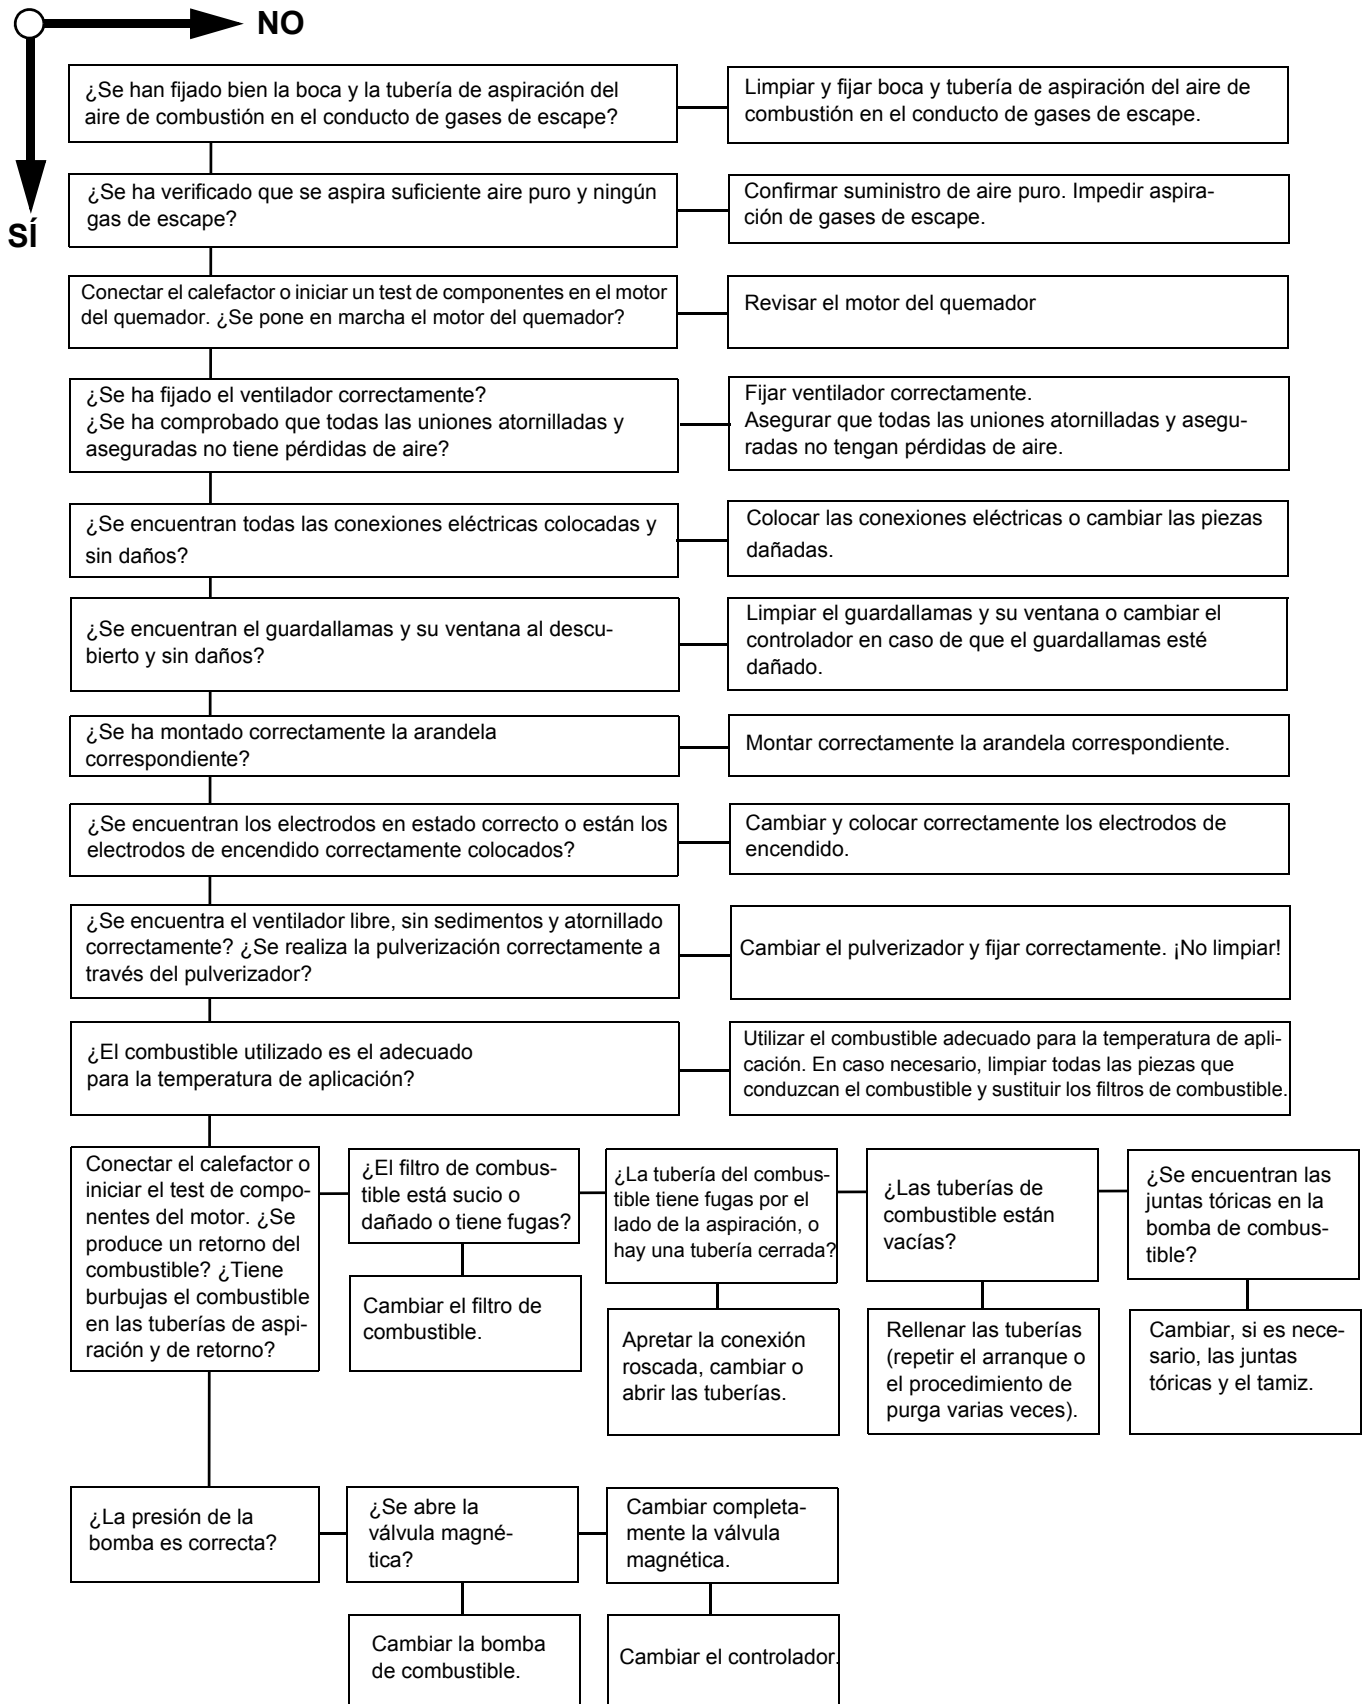 NO
SÍ
¿Se han fijado bien la boca y la tubería de aspiración del
aire de combustión en el conducto de gases de escape?
Limpiar y fijar boca y tubería de aspiración del aire de
combustión en el conducto de gases de escape.
¿Se ha verificado que se aspira suficiente aire puro y ningún
gas de escape?
Confirmar suministro de aire puro. Impedir aspira-
ción de gases de escape.
Conectar el calefactor o iniciar un test de componentes en el motor
del quemador. ¿Se pone en marcha el motor del quemador?
Revisar el motor del quemador
¿Se ha fijado el ventilador correctamente?
¿Se ha comprobado que todas las uniones atornilladas y
aseguradas no tiene pérdidas de aire?
Fijar ventilador correctamente.
Asegurar que todas las uniones atornilladas y asegu-
radas no tengan pérdidas de aire.
¿Se encuentran todas las conexiones eléctricas colocadas y
sin daños?
Colocar las conexiones eléctricas o cambiar las piezas
dañadas.
¿Se encuentran el guardallamas y su ventana al descu-
bierto y sin daños?
Limpiar el guardallamas y su ventana o cambiar el
controlador en caso de que el guardallamas esté
dañado.
¿Se ha montado correctamente la arandela
correspondiente?
Montar correctamente la arandela correspondiente.
¿Se encuentran los electrodos en estado correcto o están los
electrodos de encendido correctamente colocados?
Cambiar y colocar correctamente los electrodos de
encendido.
¿Se encuentra el ventilador libre, sin sedimentos y atornillado
correctamente? ¿Se realiza la pulverización correctamente a
través del pulverizador?
Cambiar el pulverizador y fijar correctamente. ¡No limpiar!
¿El combustible utilizado es el adecuado
para la temperatura de aplicación?
Utilizar el combustible adecuado para la temperatura de apli-
cación. En caso necesario, limpiar todas las piezas que
conduzcan el combustible y sustituir los filtros de combustible.
Conectar el calefactor o
iniciar el test de compo-
nentes del motor. ¿Se
produce un retorno del
combustible? ¿Tiene
burbujas el combustible
en las tuberías de aspi-
ración y de retorno?
¿El filtro de combus-
tible está sucio o
dañado o tiene fugas?
Cambiar el filtro de
combustible.
¿La tubería del combus-
tible tiene fugas por el
lado de la aspiración, o
hay una tubería cerrada?
Apretar la conexión
roscada, cambiar o
abrir las tuberías.
¿Las tuberías de
combustible están
vacías?
Rellenar las tuberías
(repetir el arranque o
el procedimiento de
purga varias veces).
¿Se encuentran las
juntas tóricas en la
bomba de combus-
tible?
Cambiar, si es nece-
sario, las juntas
tóricas y el tamiz.
¿La presión de la
bomba es correcta?
¿Se abre la
válvula magné-
tica?
Cambiar completa-
mente la válvula
magnética.
Cambiar la bomba
de combustible.
Cambiar el controlador.